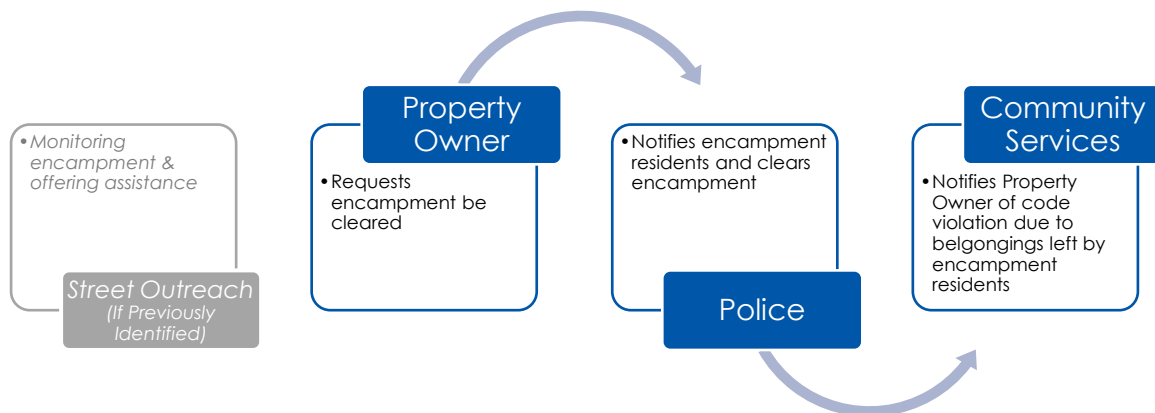 •Monitoring
encampment &
offering assistance
Street Outreach
(If Previously
Identified)
Property
Owner
•Requests
encampment be
cleared
•Notifies encampment
residents and clears
encampment
Police
Community
Services
•Notifies Property
Owner of code
violation due to
belgongings left by
encampment
residents